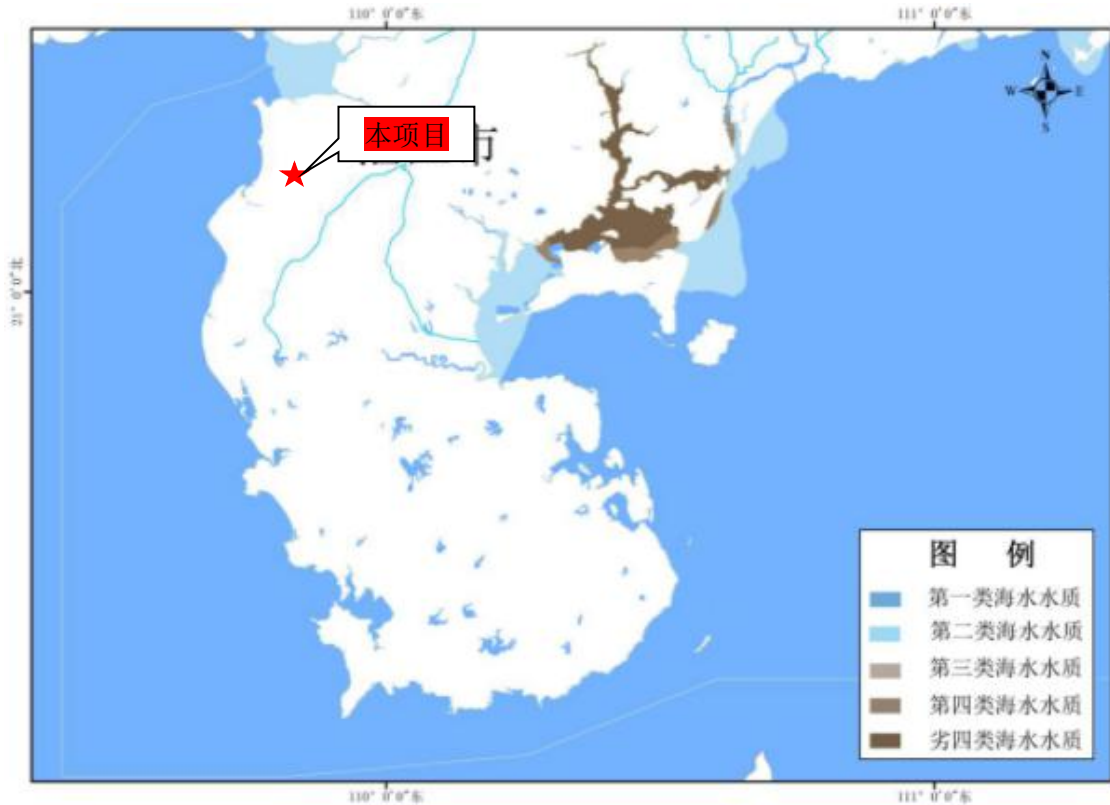 110° 0′0″东
111° 0′0″东
N
W
E
S
本项目
市
21° 0′0″北
图 例
第一类海水水质
第二类海水水质
第三类海水水质
第四类海水水质
劣四类海水水质
110° 0′0″东
111° 0′0″东